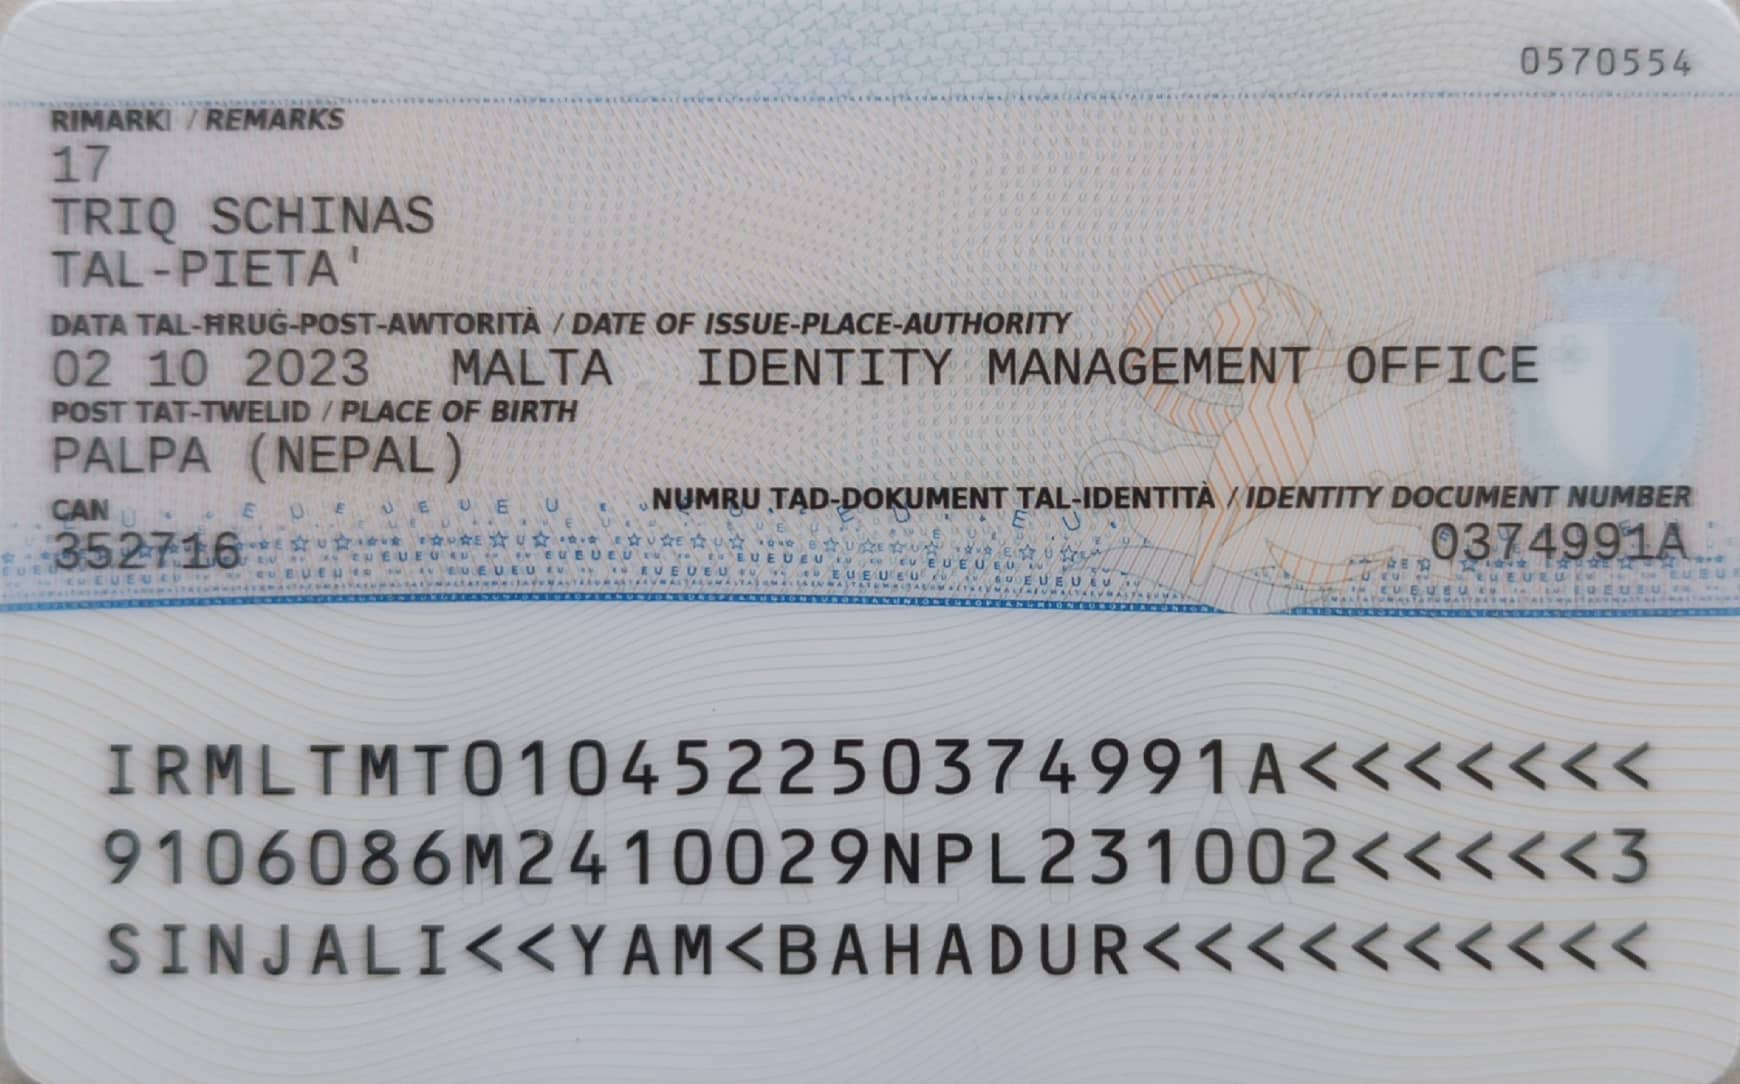 0570554
RIMARKI / REMARKS
17
TRIQ SCHINAS
TAL-PIETA'
DATA TAL-ĦRUĠ-POST-AWTORITÀ / DATE OF ISSUE-PLACE-AUTHORITY
02 10 2023 MALTA IDENTITY MANAGEMENT OFFICE
POST TAT-TWELID / PLACE OF BIRTH
PALPA (NEPAL)
CAN NUMRU TAD-DOKUMENT TAL-IDENTITÀ / IDENTITY DOCUMENT NUMBER
352716 0374991A
MALTA
IRMLTMT010452250374991A<<<<<<<
9106086M2410029NPL231002<<<<<3
SINJALI<<YAM<BAHADUR<<<<<<<<<<